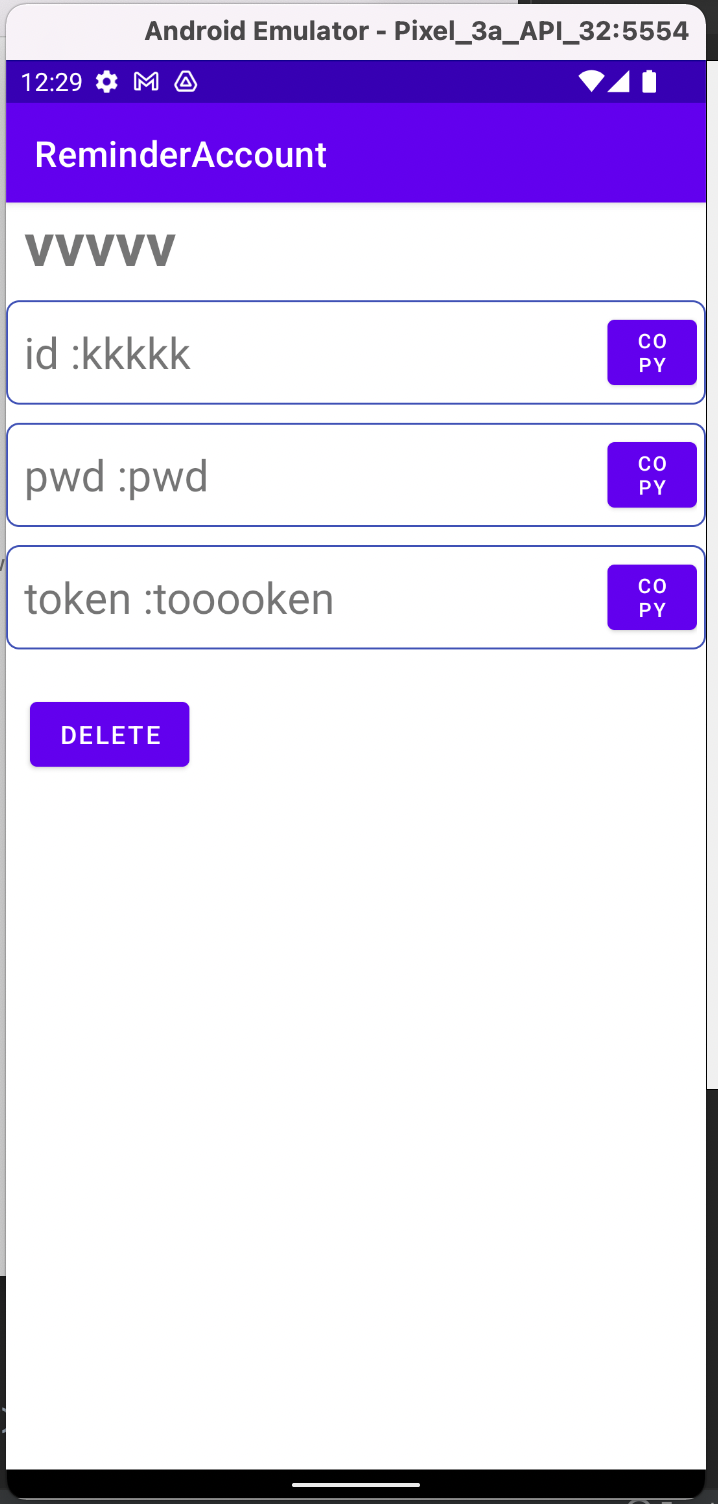 Android Emulator - Pixel_3a_API_32:5554
12:29
ReminderAccount
vvvvv
id :kkkkk
CO
PY
pwd :pwd
CO
PY
token :tooooken
CO
PY
DELETE